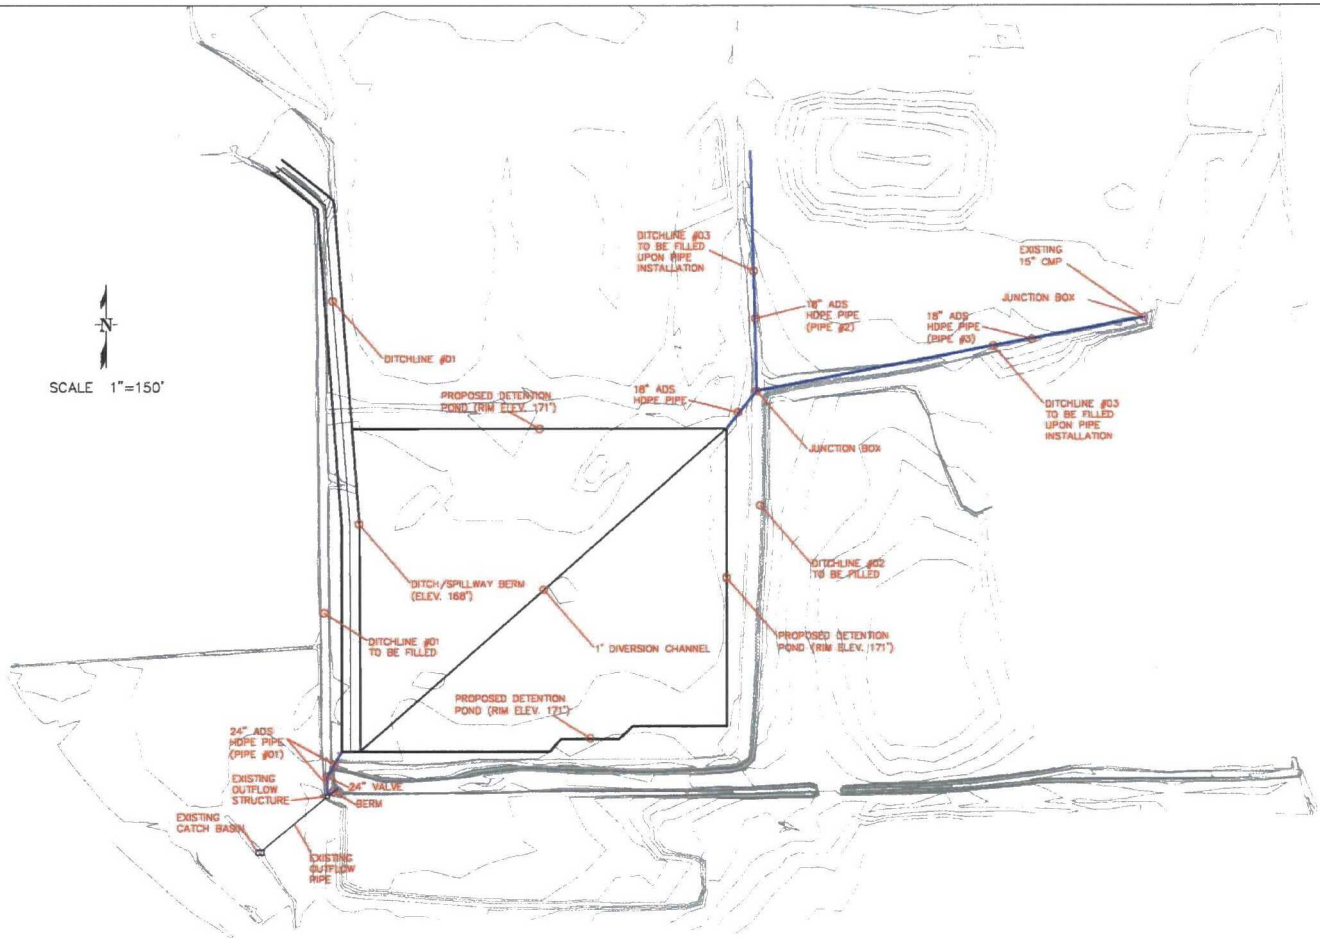 DITCHLINE #03
TO BE FILLED
UPON PIPE
INSTALLATION
EXISTING
15" CMP
JUNCTION BOX
18" ADS
HDPE PIPE
(PIPE #2)
18" ADS
HDPE PIPE
(PIPE #3)
N
SCALE 1"=150'
DITCHLINE #01
18" ADS
HDPE PIPE
PROPOSED DETENTION
POND (RIM ELEV. 171')
DITCHLINE #03
TO BE FILLED
UPON PIPE
INSTALLATION
JUNCTION BOX
DITCH/SPILLWAY BERM
(ELEV. 168')
DITCHLINE #02
TO BE FILLED
DITCHLINE #01
TO BE FILLED
1' DIVERSION CHANNEL
PROPOSED DETENTION
POND (RIM ELEV. 171')
PROPOSED DETENTION
POND (RIM ELEV. 171')
24" ADS
HDPE PIPE
(PIPE #01)
EXISTING
OUTFLOW
STRUCTURE
24" VALVE
BERM
EXISTING
CATCH BASIN
EXISTING
OUTFLOW
PIPE